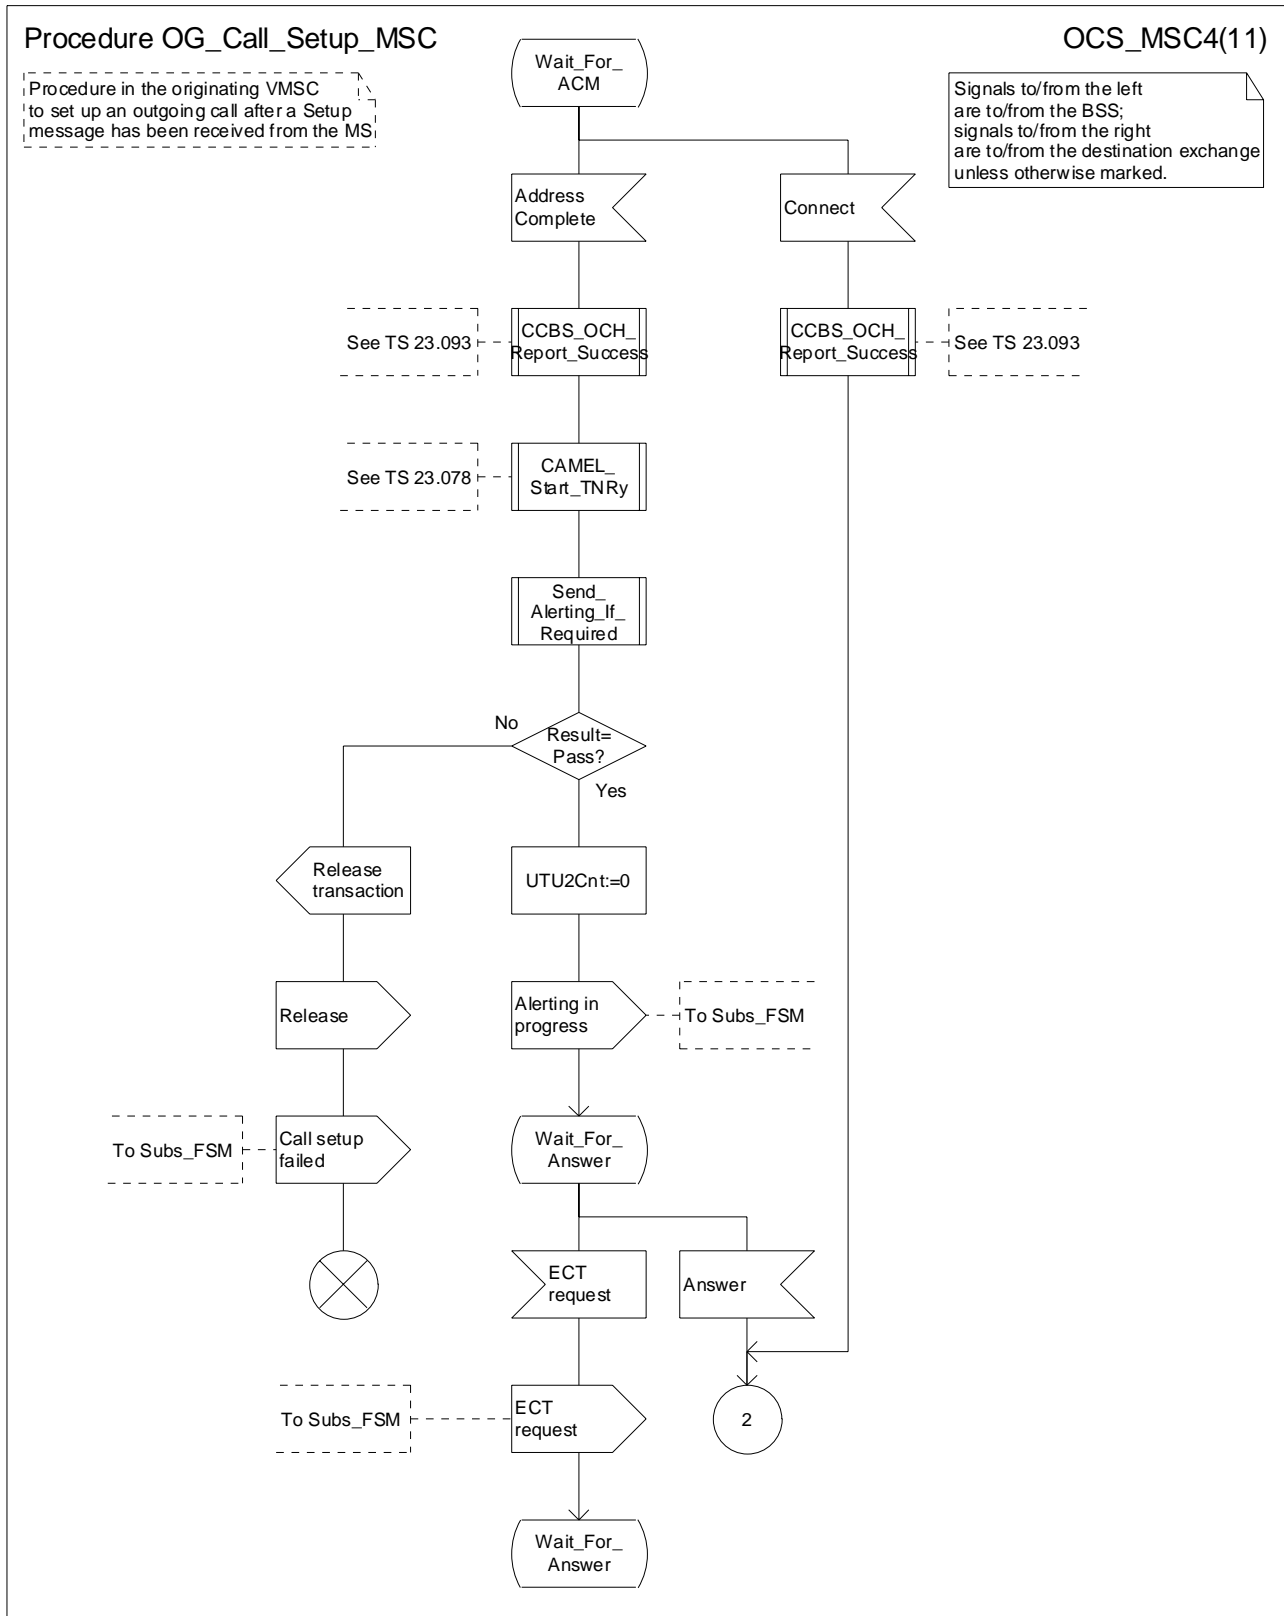 Procedure OG_Call_Setup_MSC
OCS_MSC4(11)
Procedure in the originating VMSC
to set up an outgoing call after a Setup
message has been received from the MS
Signals to/from the left
are to/from the BSS;
signals to/from the right
are to/from the destination exchange
unless otherwise marked.
Wait_For_
ACM
Address
Complete
Connect
See TS 23.093
CCBS_OCH_
Report_Success
CCBS_OCH_
Report_Success
See TS 23.093
See TS 23.078
CAMEL_
Start_TNRy
Send_
Alerting_If_
Required
No
Result=
Pass?
Yes
Release
transaction
UTU2Cnt:=0
Release
Alerting in
progress
To Subs_FSM
To Subs_FSM
Call setup
failed
Wait_For_
Answer
ECT
request
Answer
To Subs_FSM
ECT
request
2
Wait_For_
Answer